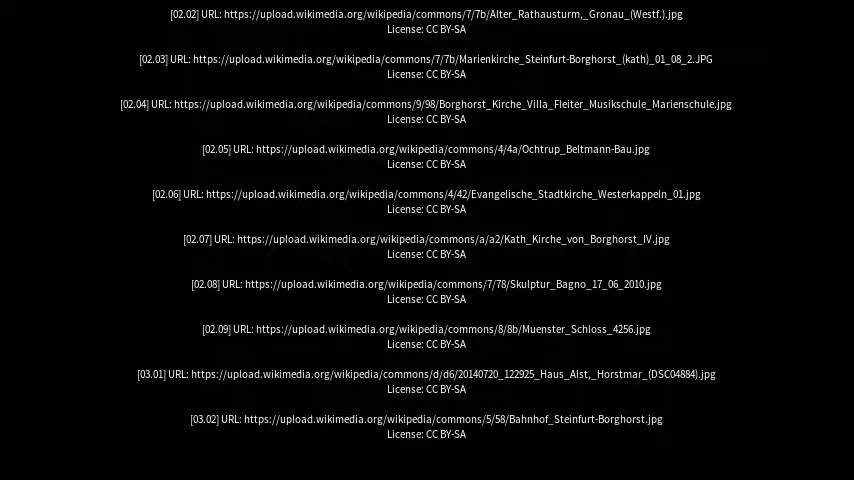 [02.02] URL: https://upload.wikimedia.org/wikipedia/commons/7/7b/Alter_Rathausturm,_Gronau_(Westf.).jpg
License: CC BY-SA
[02.03] URL: https://upload.wikimedia.org/wikipedia/commons/7/7b/Marienkirche_Steinfurt-Borghorst_(kath)_01_08_2.JPG
License: CC BY-SA
[02.04] URL: https://upload.wikimedia.org/wikipedia/commons/9/98/Borghorst_Kirche_Villa_Fleiter_Musikschule_Marienschule.jpg
License: CC BY-SA
[02.05] URL: https://upload.wikimedia.org/wikipedia/commons/4/4a/Ochtrup_Beltmann-Bau.jpg
License: CC BY-SA
[02.06] URL: https://upload.wikimedia.org/wikipedia/commons/4/42/Evangelische_Stadtkirche_Westerkappeln_01.jpg
License: CC BY-SA
[02.07] URL: https://upload.wikimedia.org/wikipedia/commons/a/a2/Kath_Kirche_von_Borghorst_IV.jpg
License: CC BY-SA
[02.08] URL: https://upload.wikimedia.org/wikipedia/commons/7/78/Skulptur_Bagno_17_06_2010.jpg
License: CC BY-SA
[02.09] URL: https://upload.wikimedia.org/wikipedia/commons/8/8b/Muenster_Schloss_4256.jpg
License: CC BY-SA
[03.01] URL: https://upload.wikimedia.org/wikipedia/commons/d/d6/20140720_122925_Haus_Alst,_Horstmar_(DSC04884).jpg
License: CC BY-SA
[03.02] URL: https://upload.wikimedia.org/wikipedia/commons/5/58/Bahnhof_Steinfurt-Borghorst.jpg
License: CC BY-SA